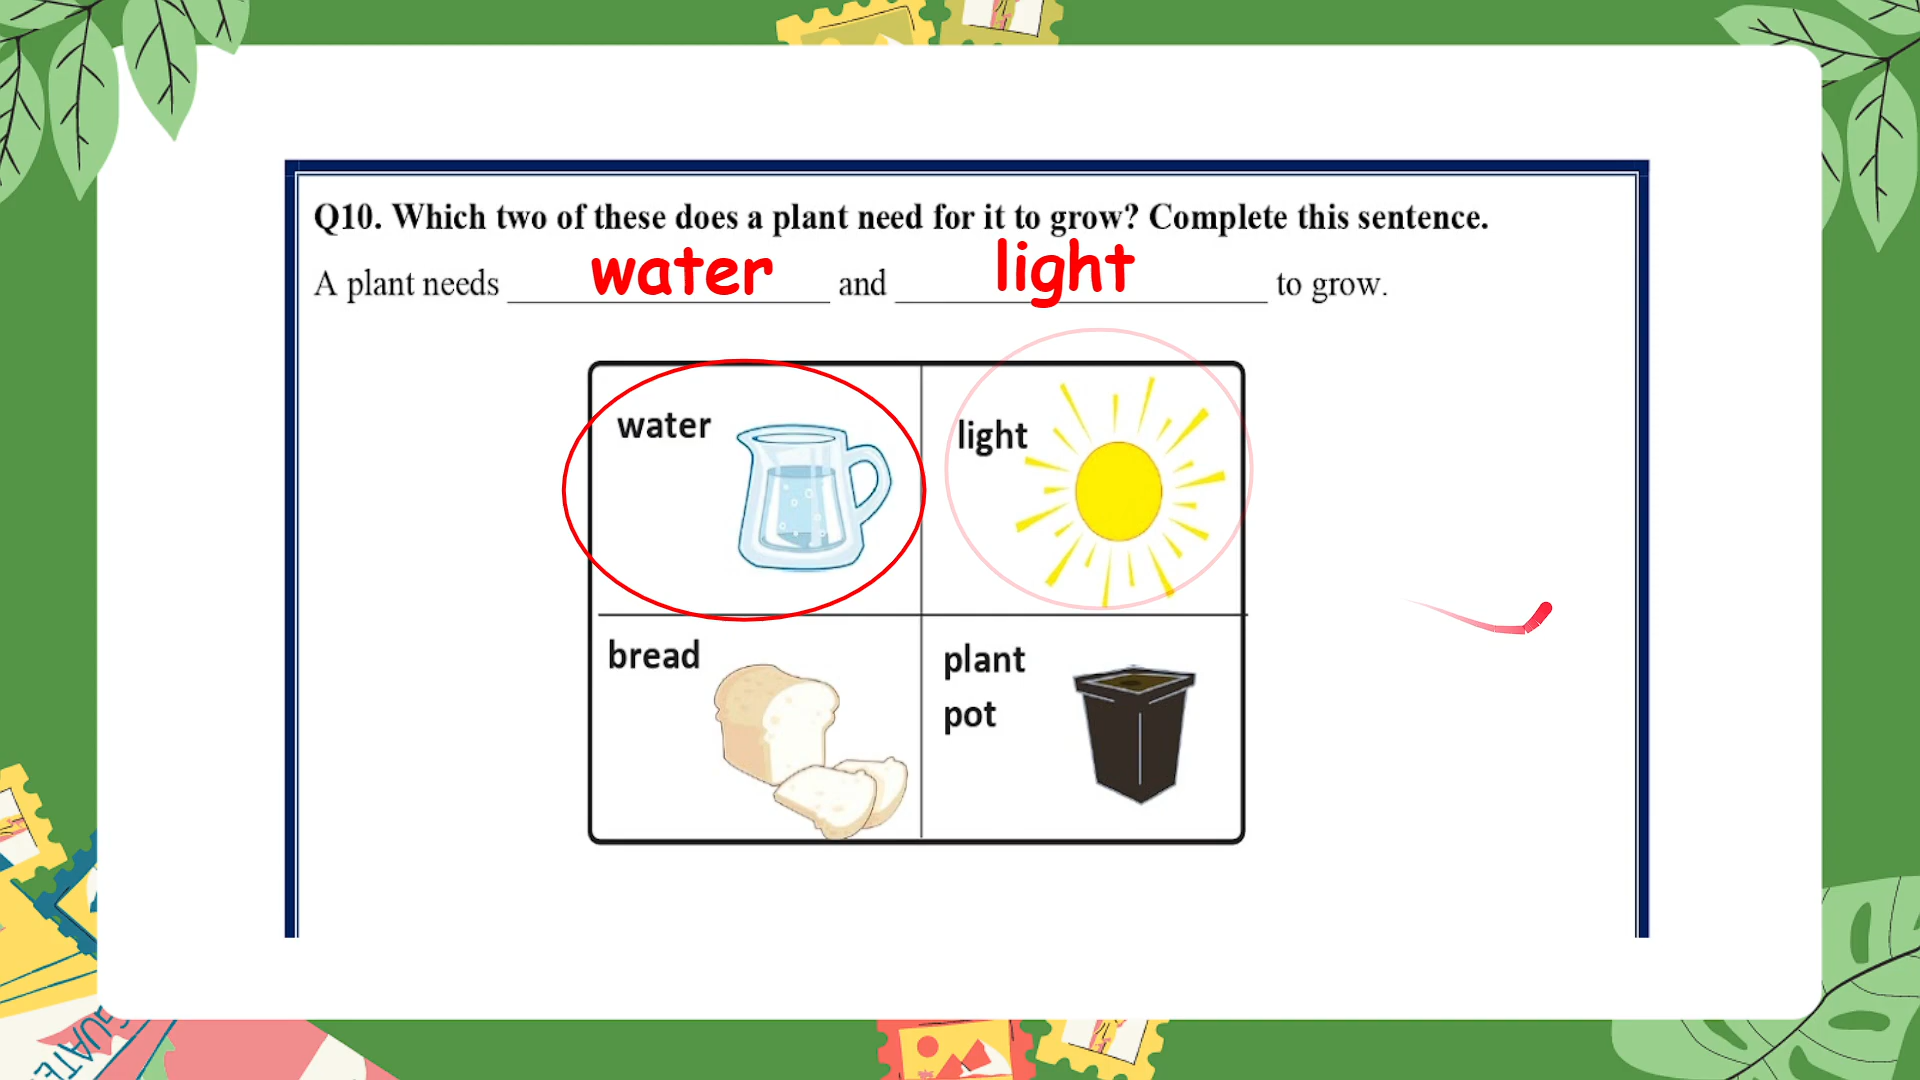 Q10. Which two of these does a plant need for it to grow? Complete this sentence.
A plant needs water and light to grow.
water
light
bread
plant
pot